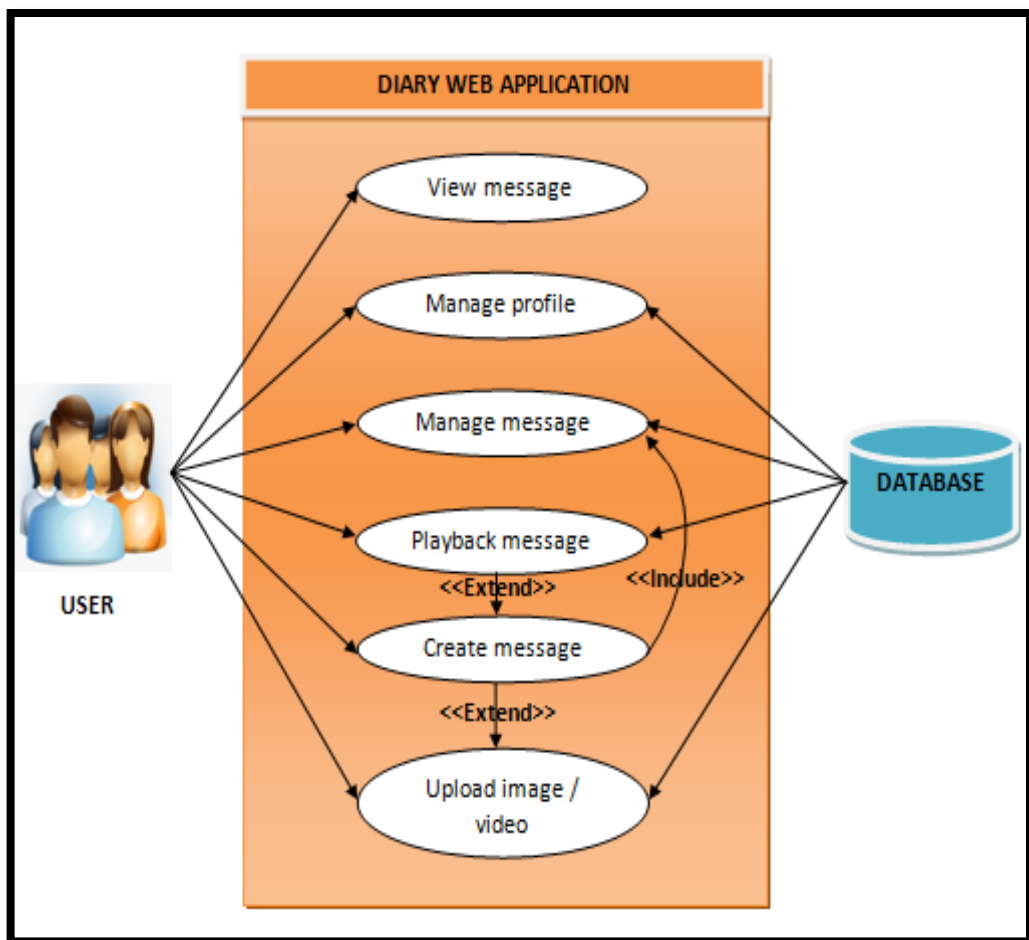 DIARY WEB APPLICATION
View message
Manage profile
Manage message
DATABASE
Playback message
<<Extend>>
<<Include>>
USER
Create message
<<Extend>>
Upload image /
video